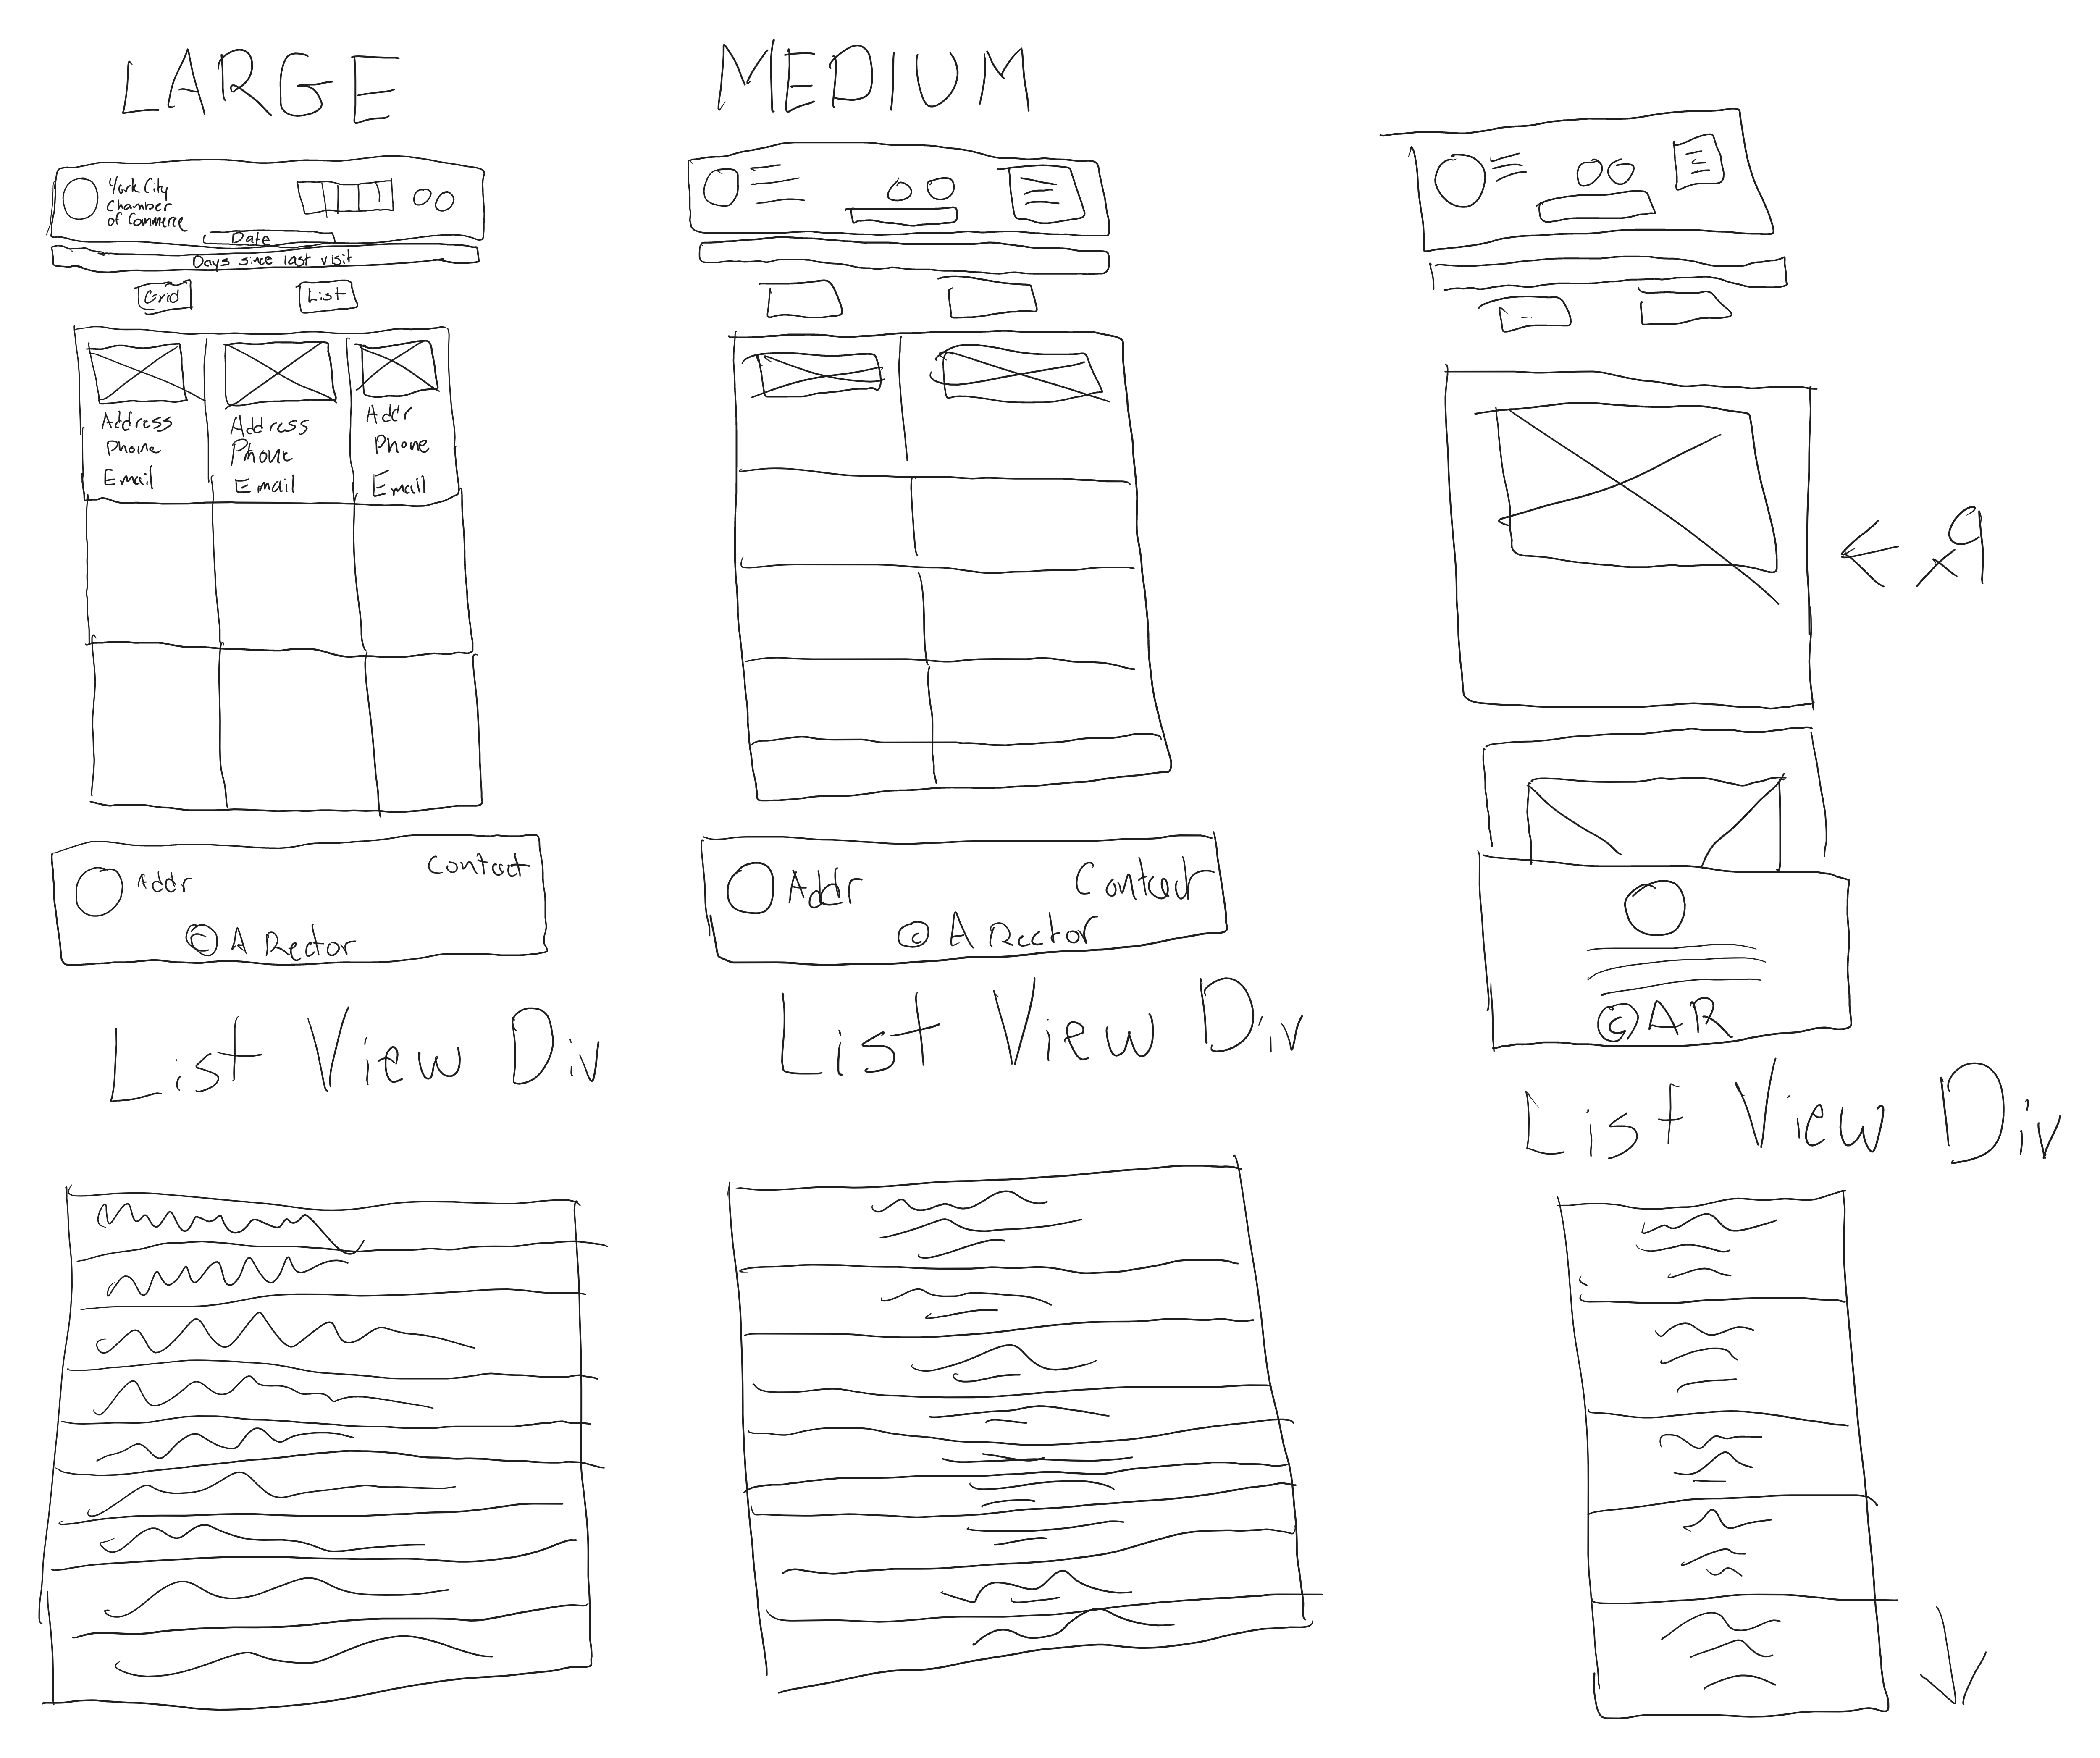 LARGE
York City
Chamber
of Commerce
Date
Days since last visit
Grid
List
Address
Phone
Email
Address
Phone
Email
Addr
Phone
Email
Addr
Contact
© A Rector
List View Div
MEDIUM
Addr
Contact
© A Rector
List View Div
← x9
© AR
List View Div